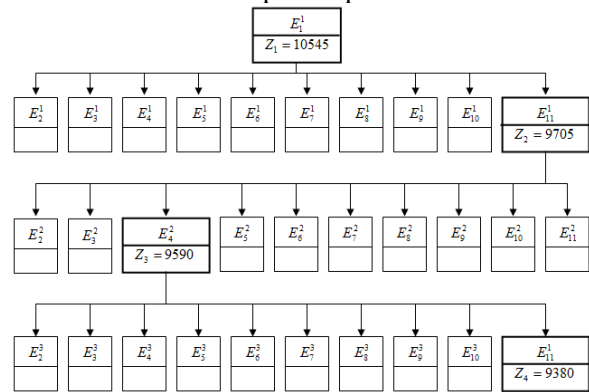 E_1^1
Z_1 = 10545
E_2^1 E_3^1 E_4^1 E_5^1 E_6^1 E_7^1 E_8^1 E_9^1 E_10^1 E_11^1
Z_2 = 9705
E_2^2 E_3^2 E_4^2 E_5^2 E_6^2 E_7^2 E_8^2 E_9^2 E_10^2 E_11^2
Z_3 = 9590
E_2^3 E_3^3 E_4^3 E_5^3 E_6^3 E_7^3 E_8^3 E_9^3 E_10^3 E_11^1
Z_4 = 9380